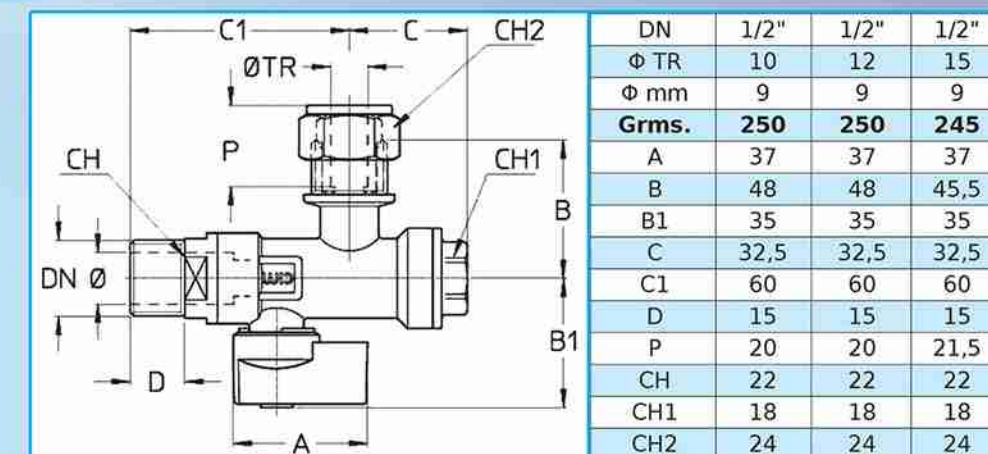 C1
C
CH2
ØTR
P
CH
CH1
B
DN Ø
B1
D
A
DN 1/2" 1/2" 1/2"
Φ TR 10 12 15
Φ mm 9 9 9
Grms. 250 250 245
A 37 37 37
B 48 48 45,5
B1 35 35 35
C 32,5 32,5 32,5
C1 60 60 60
D 15 15 15
P 20 20 21,5
CH 22 22 22
CH1 18 18 18
CH2 24 24 24